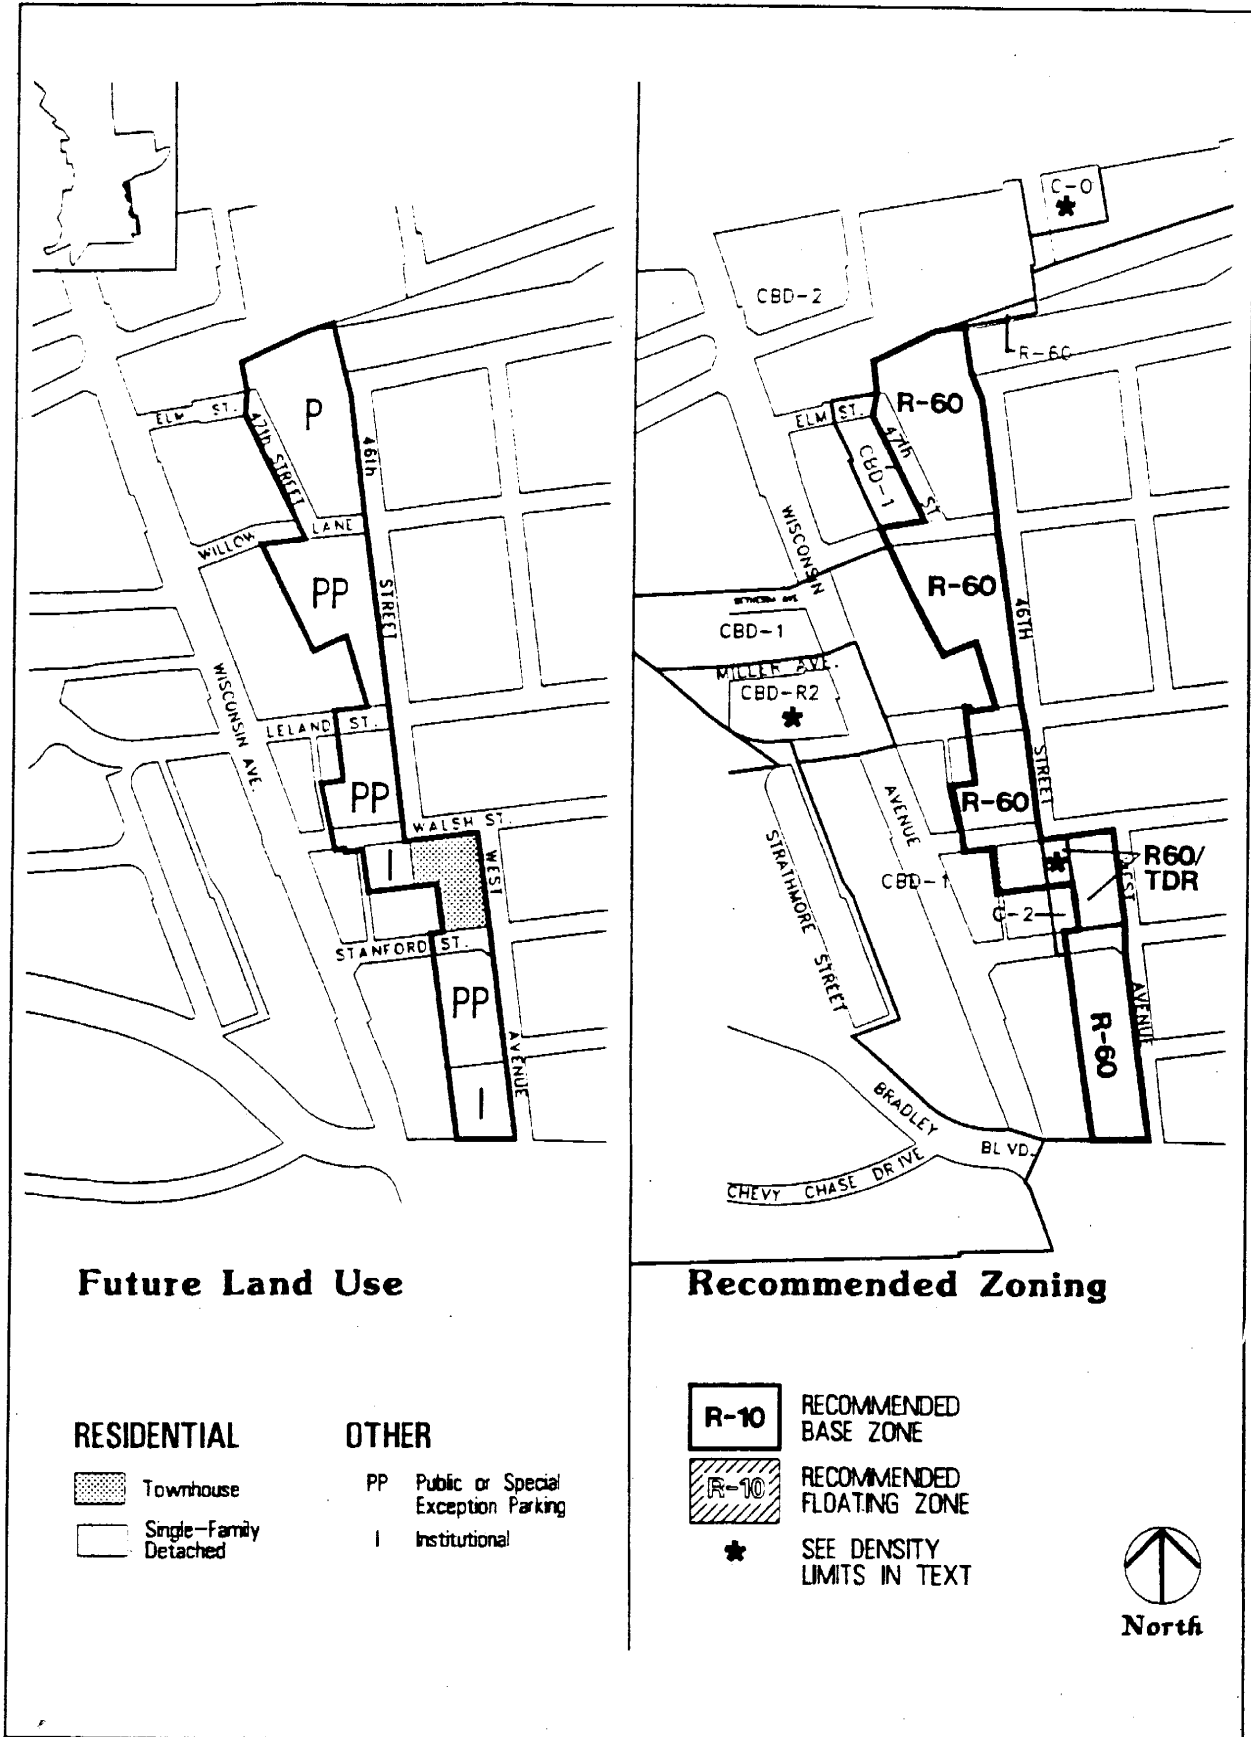 P
ELM ST.
47th STREET
46th
STREET
WILLOW LANE
PP
WISCONSIN AVE.
LELAND ST.
PP
WALSH ST.
I
WEST
STANFORD ST.
PP
AVENUE
I
Future Land Use
RESIDENTIAL
Townhouse
Single-Family
Detached
OTHER
PP Public or Special
Exception Parking
I Institutional
C-O
*
CBD-2
R-60
R-60
ELM ST.
47th
ST
CBD-1
WISCONSIN
R-60
46TH
BETHESDA AVE
CBD-1
MILLER AVE.
CBD-R2
*
STREET
AVENUE
R-60
STRATHMORE
STREET
CBD-1
*
R60/
TDR
C-2
AVENUE
R-60
BRADLEY
BLVD.
CHEVY CHASE DRIVE
Recommended Zoning
R-10
RECOMMENDED
BASE ZONE
R-10
RECOMMENDED
FLOATING ZONE
* SEE DENSITY
LIMITS IN TEXT
North